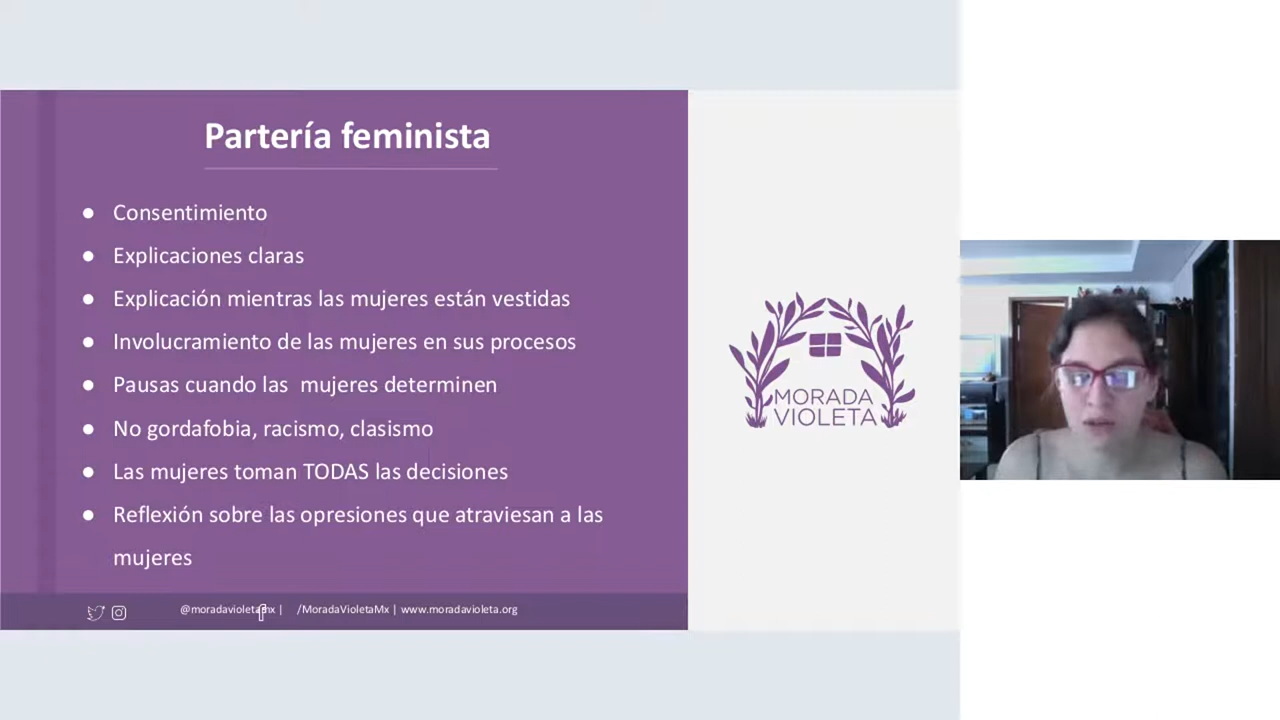 Partería feminista
● Consentimiento
● Explicaciones claras
● Explicación mientras las mujeres están vestidas
● Involucramiento de las mujeres en sus procesos
● Pausas cuando las mujeres determinen
● No gordafobia, racismo, clasismo
● Las mujeres toman TODAS las decisiones
● Reflexión sobre las opresiones que atraviesan a las
mujeres
@moradavioletamx | /MoradaVioletaMx | www.moradavioleta.org
MORADA
VIOLETA